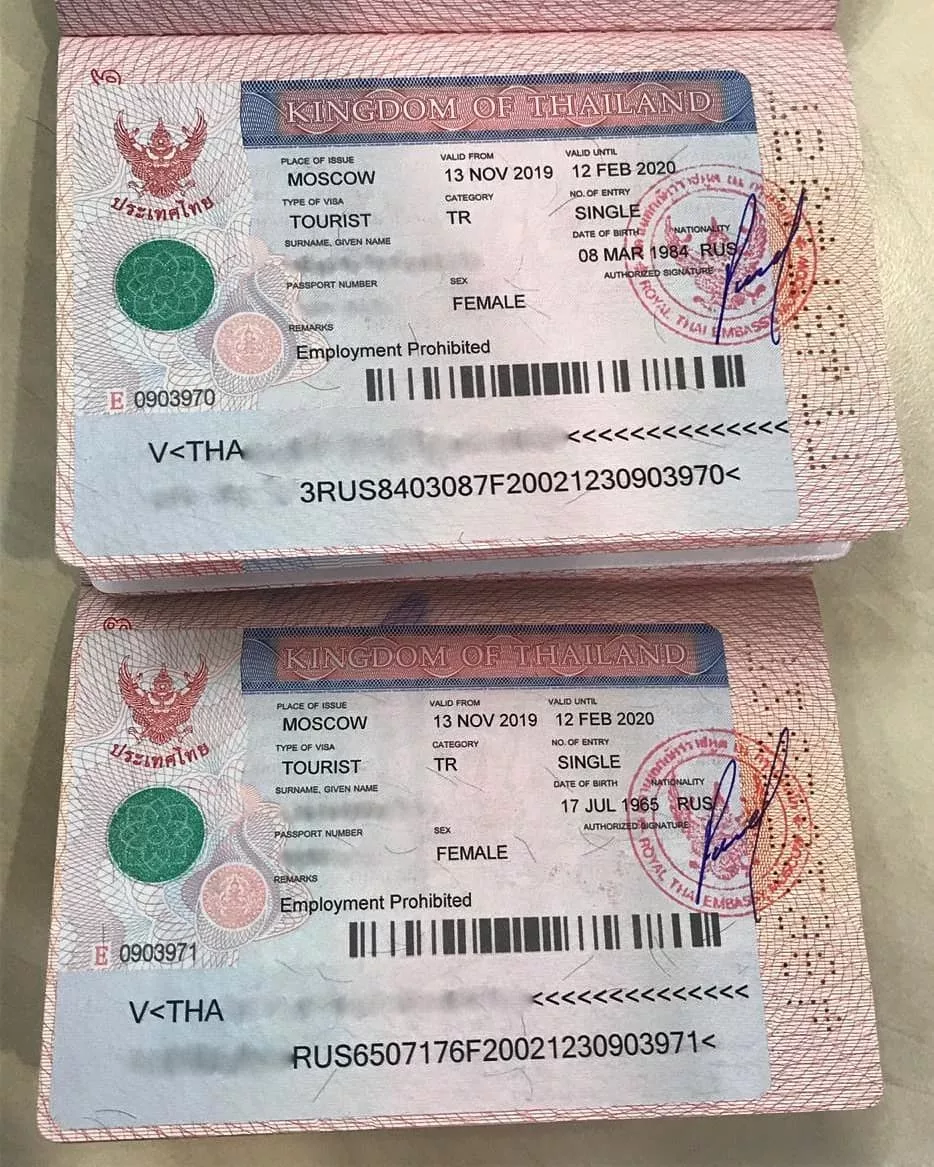 KINGDOM OF THAILAND
PLACE OF ISSUE VALID FROM VALID UNTIL
MOSCOW 13 NOV 2019 12 FEB 2020
TYPE OF VISA CATEGORY NO. OF ENTRY
TOURIST TR SINGLE
SURNAME, GIVEN NAME DATE OF BIRTH NATIONALITY
08 MAR 1984 RUS
PASSPORT NUMBER SEX AUTHORIZED SIGNATURE
FEMALE
REMARKS
Employment Prohibited
ประเทศไทย
ROYAL THAI EMBASS
E 0903970
V<THA <<<<<<<<<<<<<<
3RUS8403087F20021230903970<
KINGDOM OF THAILAND
PLACE OF ISSUE VALID FROM VALID UNTIL
MOSCOW 13 NOV 2019 12 FEB 2020
TYPE OF VISA CATEGORY NO. OF ENTRY
TOURIST TR SINGLE
SURNAME, GIVEN NAME DATE OF BIRTH NATIONALITY
17 JUL 1965 RUS
PASSPORT NUMBER SEX AUTHORIZED SIGNATURE
FEMALE
REMARKS
Employment Prohibited
ประเทศไทย
ROYAL THAI EMBASS
E 0903971
V<THA <<<<<<<<<<<<<<
RUS6507176F20021230903971<